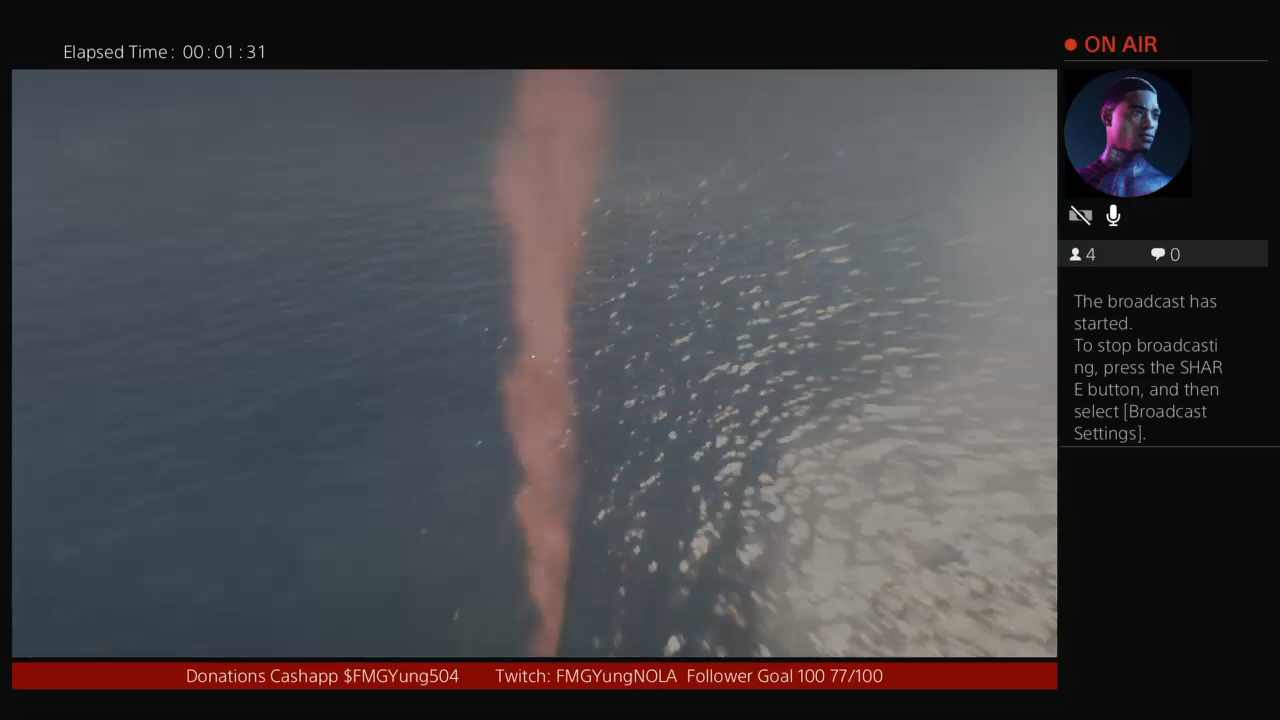 Elapsed Time: 00:01:31
ON AIR
4 0
The broadcast has
started.
To stop broadcasti
ng, press the SHAR
E button, and then
select [Broadcast
Settings].
Donations Cashapp $FMGYung504 Twitch: FMGYungNOLA Follower Goal 100 77/100